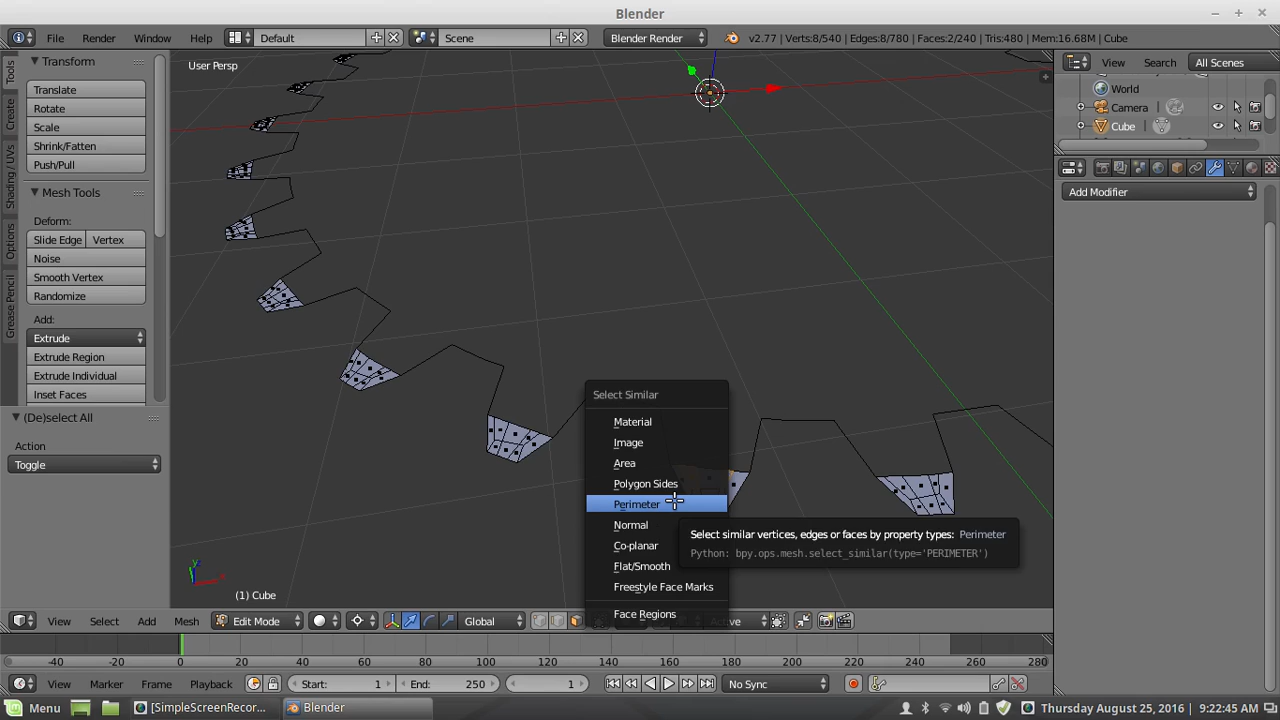 Blender
File Render Window Help Default Scene Blender Render v2.77 | Verts:8/540 | Edges:8/780 | Faces:2/240 | Tris:480 | Mem:16.68M | Cube
Tools
Create
Shading / UVs
Options
Grease Pencil
Transform
Translate
Rotate
Scale
Shrink/Fatten
Push/Pull
Mesh Tools
Deform:
Slide Edge Vertex
Noise
Smooth Vertex
Randomize
Add:
Extrude
Extrude Region
Extrude Individual
Inset Faces
(De)select All
Action
Toggle
User Persp
(1) Cube
Select Similar
Material
Image
Area
Polygon Sides
Perimeter
Normal
Co-planar
Flat/Smooth
Freestyle Face Marks
Face Regions
Select similar vertices, edges or faces by property types: Perimeter
Python: bpy.ops.mesh.select_similar(type='PERIMETER')
View Search All Scenes
World
Camera
Cube
Add Modifier
View Select Add Mesh Edit Mode Global Active
-40 -20 0 20 40 60 80 100 120 140 160 180 200 220 240 260 280
View Marker Frame Playback Start: 1 End: 250 1 No Sync
Menu [SimpleScreenRecor... Blender Thursday August 25, 2016 | 9:22:45 AM